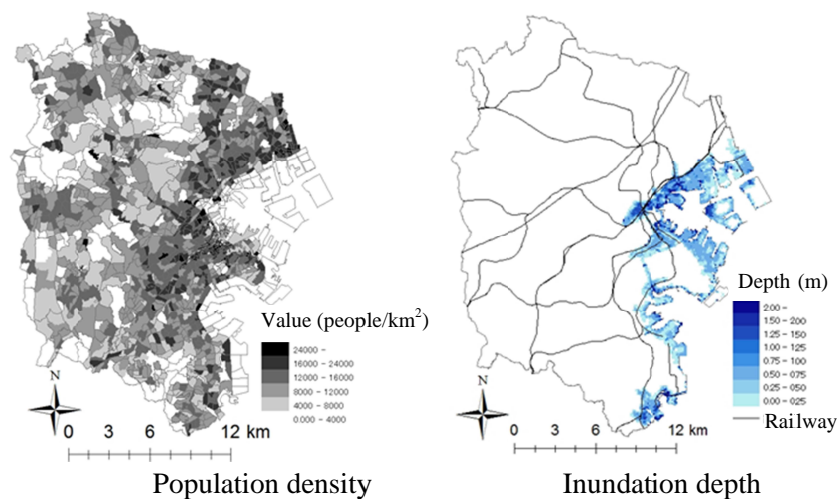 Value (people/km²)
24000 -
16000 - 24000
12000 - 16000
8000 - 12000
4000 - 8000
0.000 - 4000
N
0 3 6 9 12 km
Population density
Depth (m)
2.00 -
1.50 - 2.00
1.25 - 1.50
1.00 - 1.25
0.75 - 1.00
0.50 - 0.75
0.25 - 0.50
0.00 - 0.25
Railway
N
0 3 6 9 12 km
Inundation depth